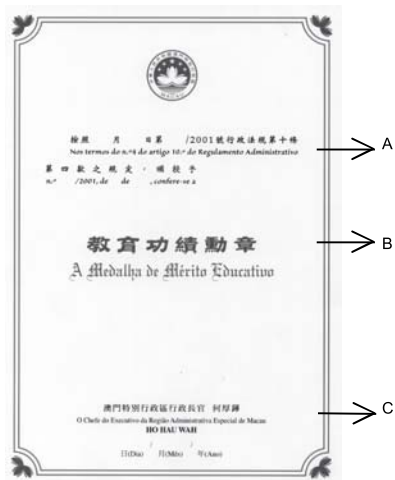 按照 月 日第 /2001號行政法規第十條
Nos termos do n.º 4 do artigo 10.º do Regulamento Administrativo
第四款之規定，頒授予
n.º /2001, de de , confere-se a
教育功績勳章
A Medalha de Mérito Educativo
澳門特別行政區行政長官 何厚鏵
O Chefe do Executivo da Região Administrativa Especial de Macau
HO HAU WAH
/ /
日(Dia) 月(Mês) 年(Ano)
A
B
C